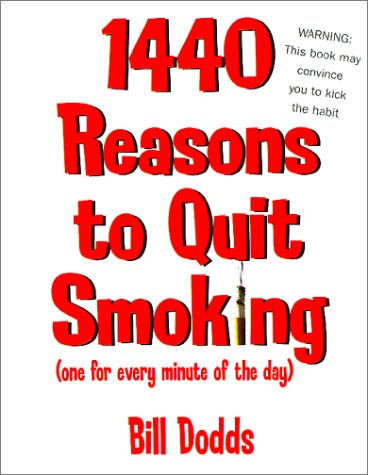 1440
WARNING:
This book may
convince
you to kick
the habit
Reasons
to Quit
Smoking
(one for every minute of the day)
Bill Dodds